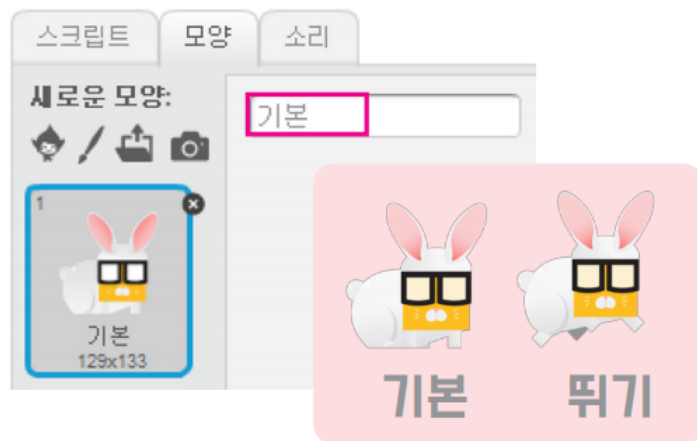 스크립트 모양 소리
새로운 모양:
기본
1
기본
129x133
기본 뛰기